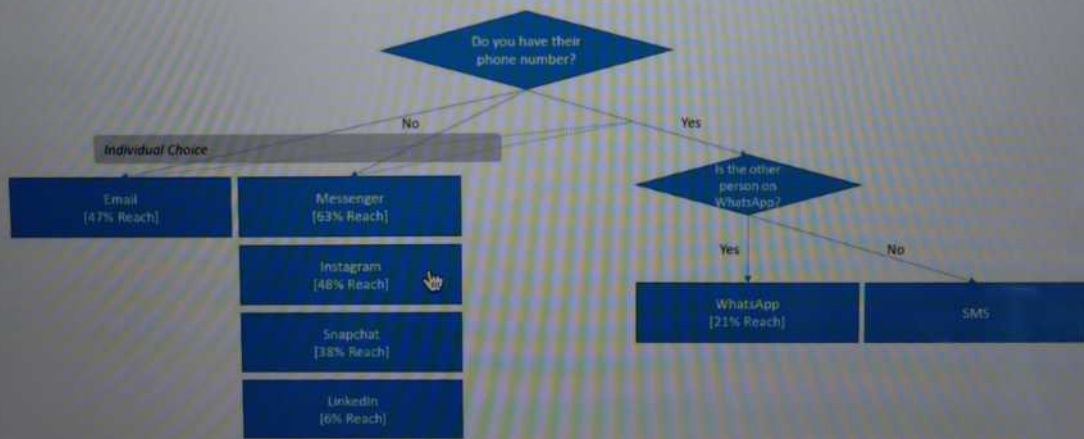 Do you have their
phone number?
No
Yes
Individual Choice
Email
[47% Reach]
Messenger
[63% Reach]
Is the other
person on
WhatsApp?
Instagram
[48% Reach]
Yes
No
WhatsApp
[21% Reach]
SMS
Snapchat
[38% Reach]
LinkedIn
[6% Reach]